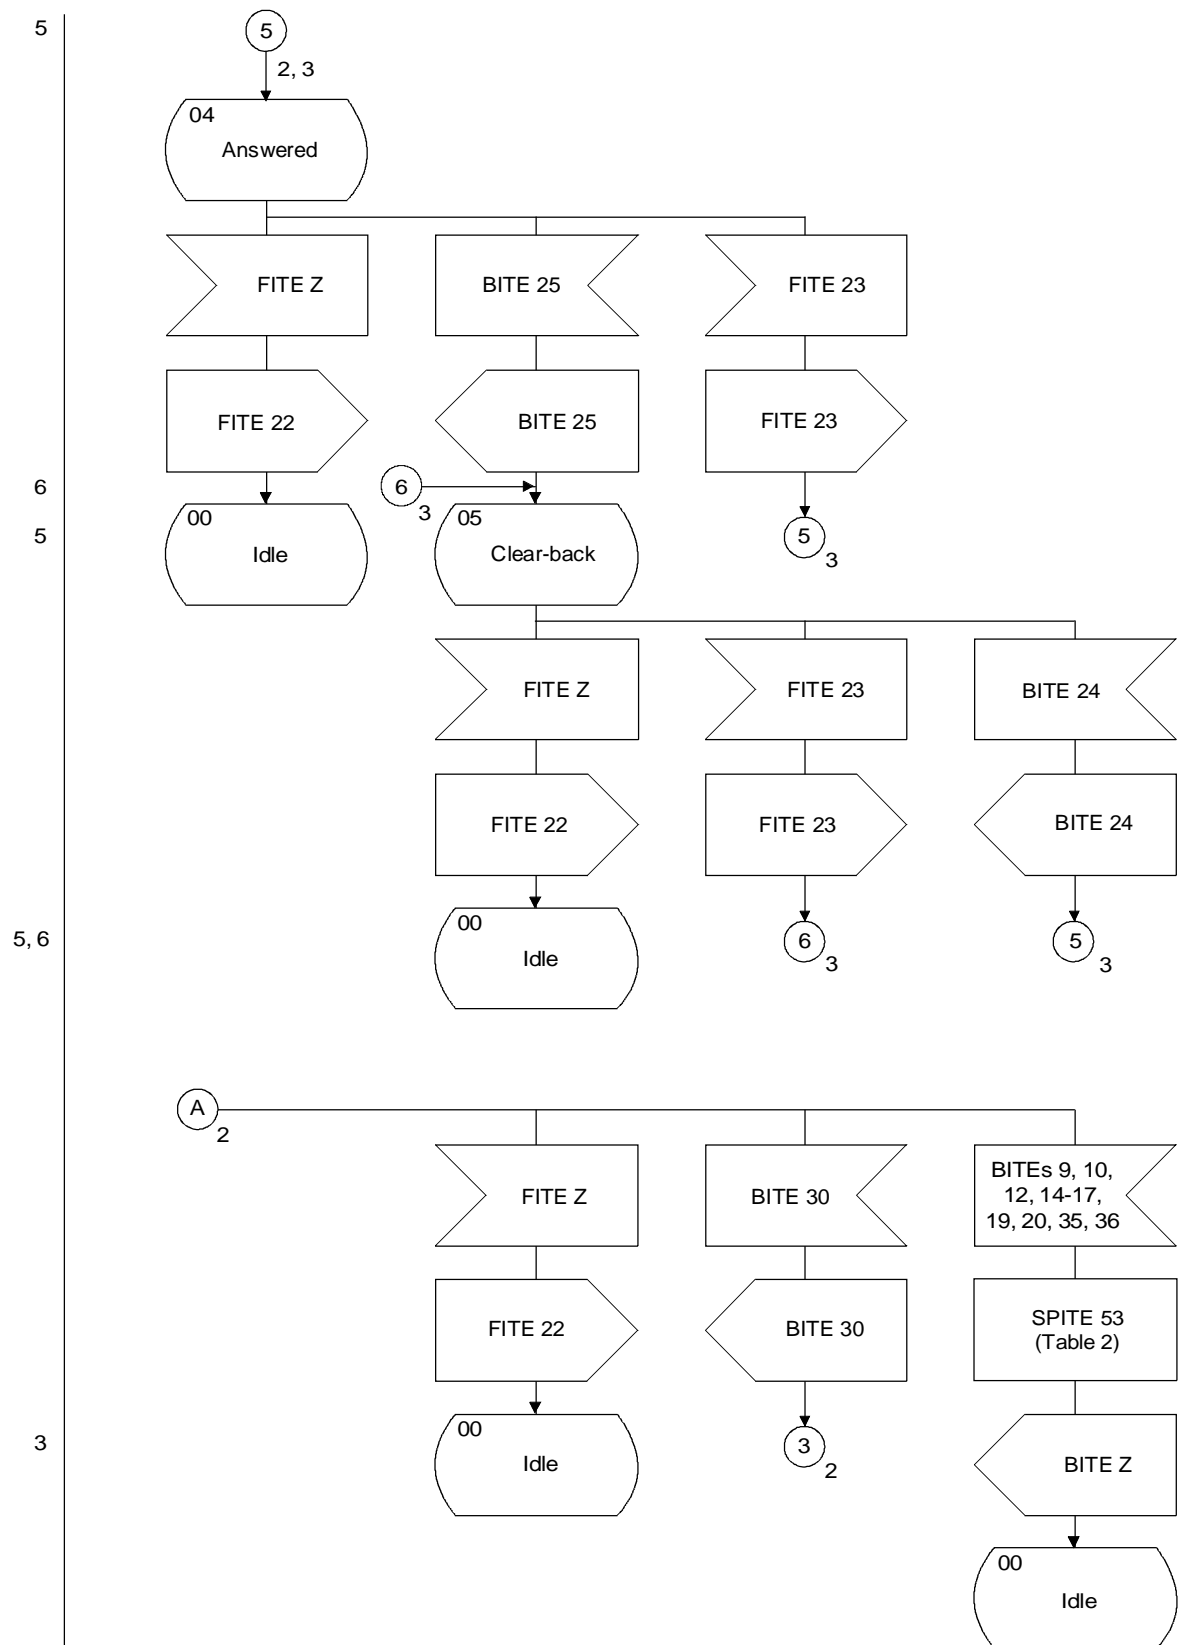 5
5
2, 3
04
Answered
FITE Z
BITE 25
FITE 23
FITE 22
BITE 25
FITE 23
6
6
3
00
Idle
05
Clear-back
5
5
3
FITE Z
FITE 23
BITE 24
FITE 22
FITE 23
BITE 24
5, 6
00
Idle
6
3
5
3
A
2
FITE Z
BITE 30
BITEs 9, 10,
12, 14-17,
19, 20, 35, 36
FITE 22
BITE 30
SPITE 53
(Table 2)
3
00
Idle
3
2
BITE Z
00
Idle